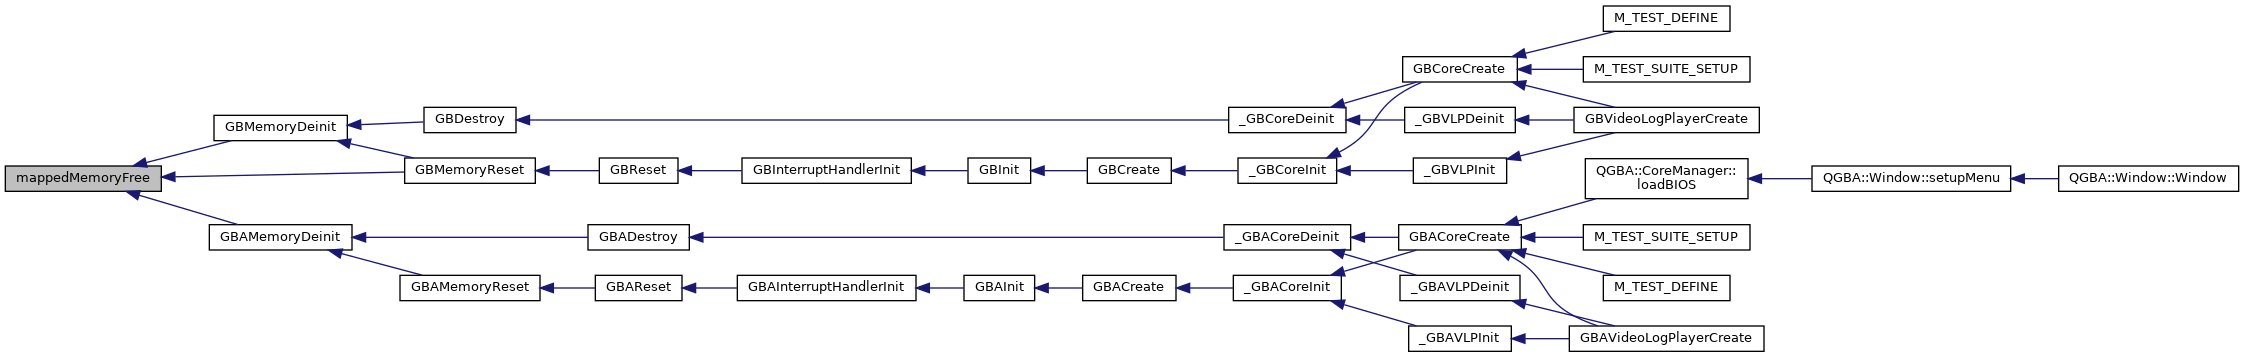 M_TEST_DEFINE
GBCoreCreate
M_TEST_SUITE_SETUP
GBMemoryDeinit
GBDestroy
_GBCoreDeinit
_GBVLPDeinit
GBVideoLogPlayerCreate
mappedMemoryFree
GBMemoryReset
GBReset
GBInterruptHandlerInit
GBInit
GBCreate
_GBCoreInit
_GBVLPInit
QGBA::CoreManager::
loadBIOS
QGBA::Window::setupMenu
QGBA::Window::Window
GBAMemoryDeinit
GBADestroy
_GBACoreDeinit
GBACoreCreate
M_TEST_SUITE_SETUP
GBAMemoryReset
GBAReset
GBAInterruptHandlerInit
GBAInit
GBACreate
_GBACoreInit
_GBAVLPDeinit
M_TEST_DEFINE
_GBAVLPInit
GBAVideoLogPlayerCreate